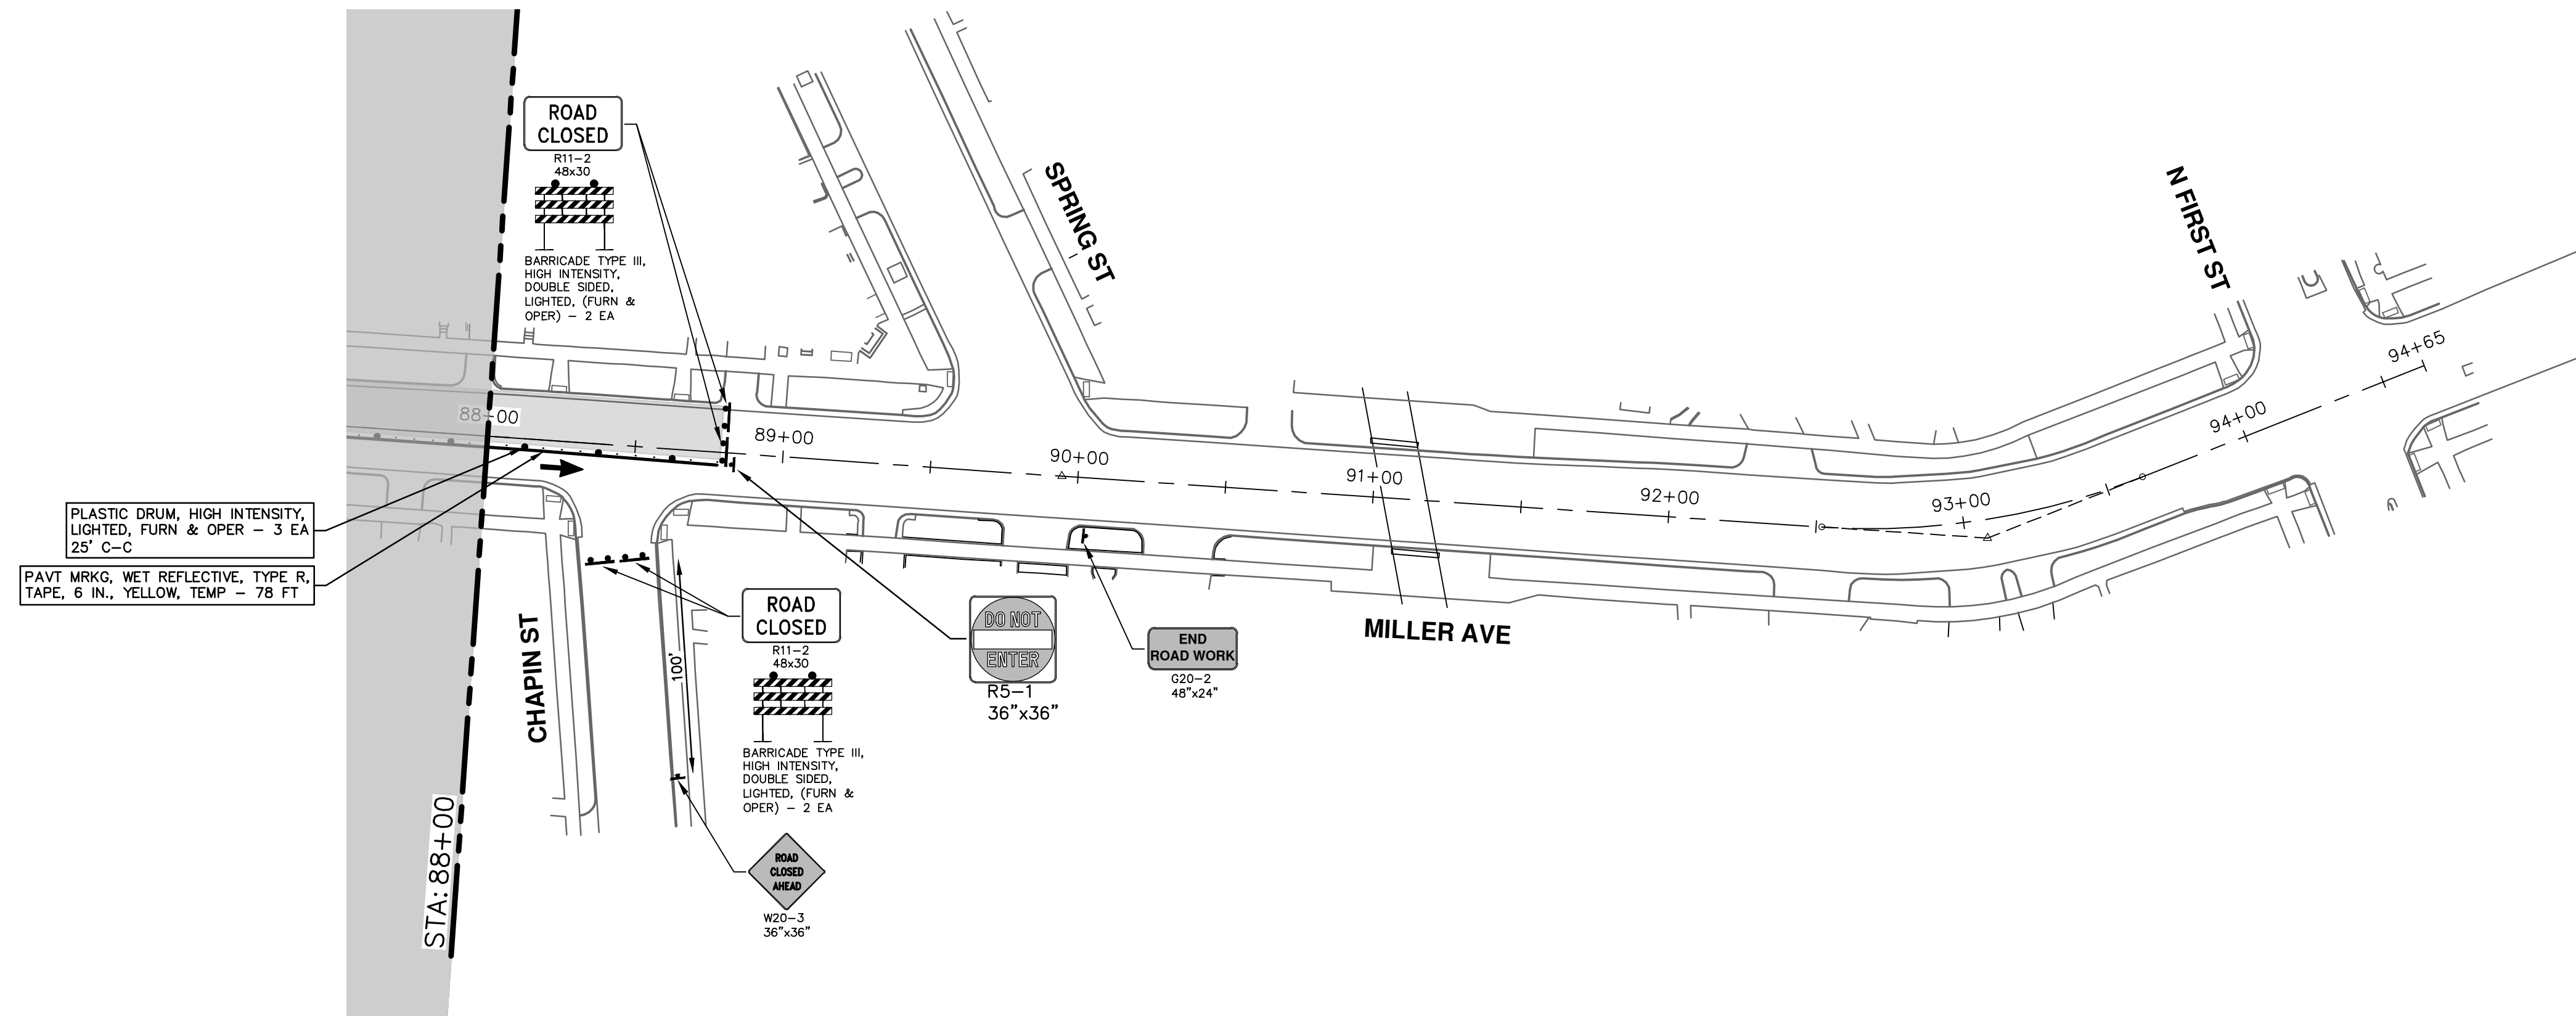 ROAD
CLOSED
R11-2
48x30
BARRICADE TYPE III,
HIGH INTENSITY,
DOUBLE SIDED,
LIGHTED, (FURN &
OPER) - 2 EA
SPRING ST
N FIRST ST
88+00
89+00
90+00
91+00
92+00
93+00
94+00
94+65
PLASTIC DRUM, HIGH INTENSITY,
LIGHTED, FURN & OPER - 3 EA
25' C-C
PAVT MRKG, WET REFLECTIVE, TYPE R,
TAPE, 6 IN., YELLOW, TEMP - 78 FT
CHAPIN ST
100'
ROAD
CLOSED
R11-2
48x30
BARRICADE TYPE III,
HIGH INTENSITY,
DOUBLE SIDED,
LIGHTED, (FURN &
OPER) - 2 EA
DO NOT
ENTER
R5-1
36"x36"
END
ROAD WORK
G20-2
48"x24"
MILLER AVE
STA: 88+00
ROAD
CLOSED
AHEAD
W20-3
36"x36"